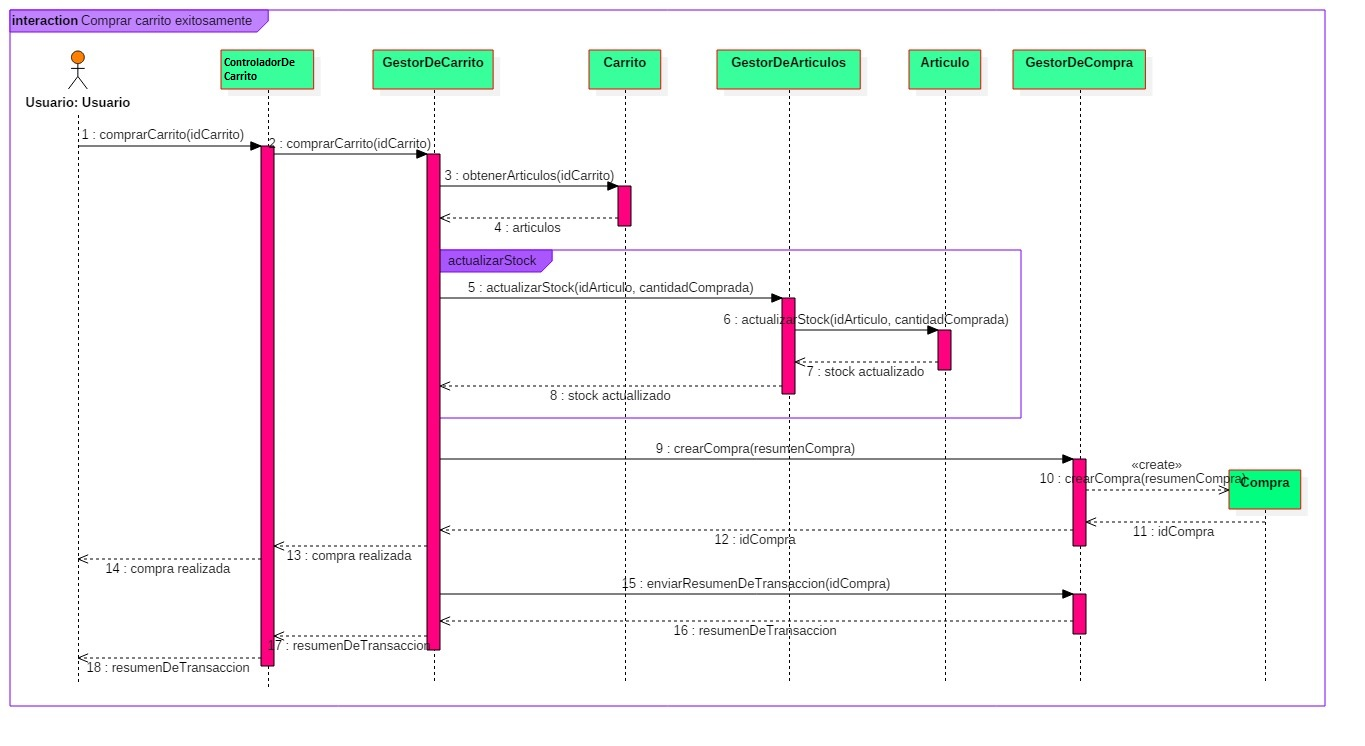 interaction Comprar carrito exitosamente
Usuario: Usuario
ControladorDe
Carrito
GestorDeCarrito
Carrito
GestorDeArticulos
Articulo
GestorDeCompra
1 : comprarCarrito(idCarrito)
2 : comprarCarrito(idCarrito)
3 : obtenerArticulos(idCarrito)
4 : articulos
actualizarStock
5 : actualizarStock(idArticulo, cantidadComprada)
6 : actualizarStock(idArticulo, cantidadComprada)
7 : stock actualizado
8 : stock actuallizado
9 : crearCompra(resumenCompra)
«create»
10 : crearCompra(resumenCompra)
Compra
11 : idCompra
12 : idCompra
13 : compra realizada
14 : compra realizada
15 : enviarResumenDeTransaccion(idCompra)
16 : resumenDeTransaccion
17 : resumenDeTransaccion
18 : resumenDeTransaccion